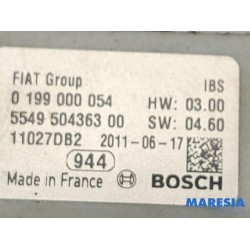 FIAT Group IBS
0 199 000 054 HW: 03.00
5549 504363 00 SW: 04.60
11027DB2 2011-06-17
944
Made in France BOSCH
MARESIA